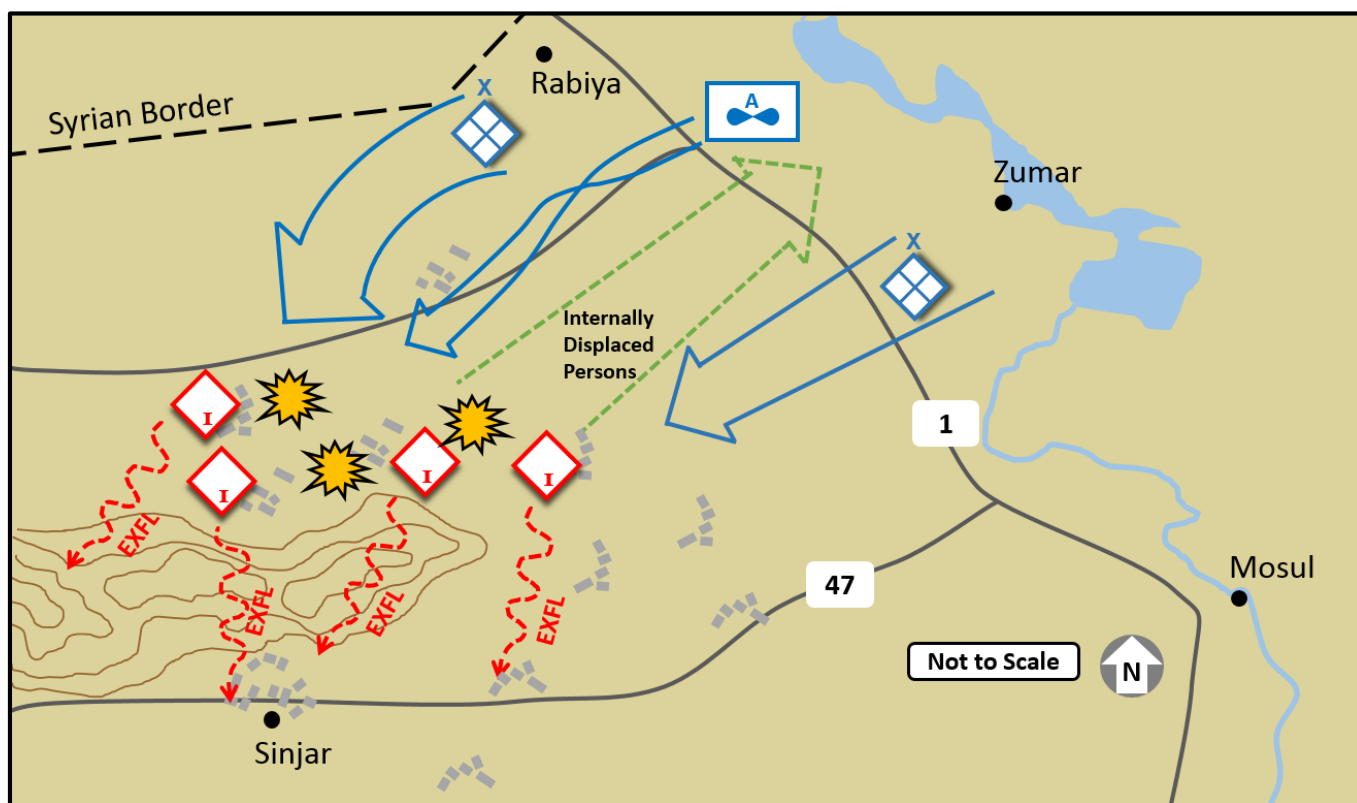 Syrian Border
X
Rabiya
A
Zumar
X
Internally
Displaced
Persons
I
I
I
I
1
EXFL
EXFL
EXFL
EXFL
47
Mosul
Not to Scale
N
Sinjar